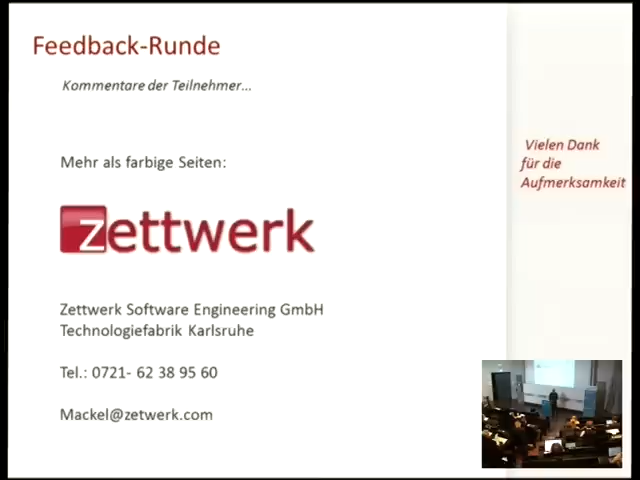 Feedback-Runde
Kommentare der Teilnehmer...
Mehr als farbige Seiten:
zettwerk
Zettwerk Software Engineering GmbH
Technologiefabrik Karlsruhe
Tel.: 0721- 62 38 95 60
Mackel@zetwerk.com
Vielen Dank
für die
Aufmerksamkeit